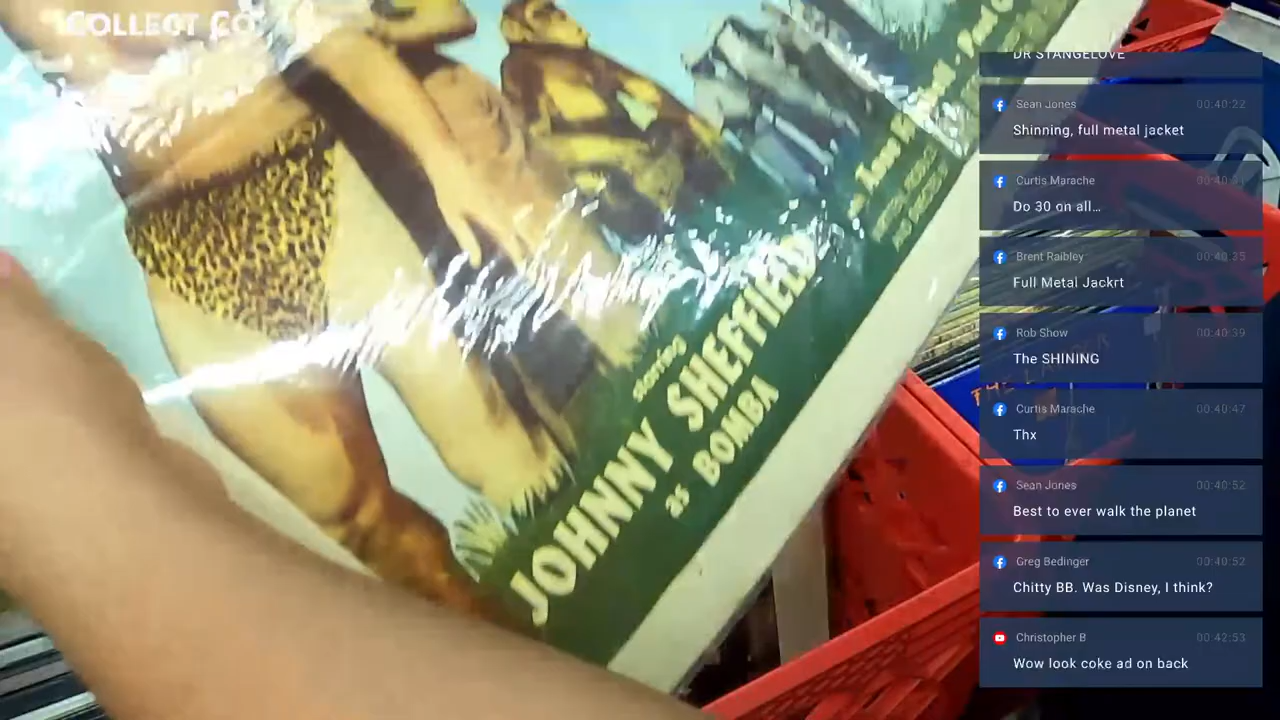 COLLECT CO
starring
JOHNNY SHEFFIELD
as BOMBA
DR STANGELOVE
Sean Jones 00:40:22
Shinning, full metal jacket
Curtis Marache
Do 30 on all…
Brent Raibley 00:40:35
Full Metal Jackrt
Rob Show 00:40:39
The SHINING
Curtis Marache 00:40:47
Thx
Sean Jones 00:40:52
Best to ever walk the planet
Greg Bedinger 00:40:52
Chitty BB. Was Disney, I think?
Christopher B 00:42:53
Wow look coke ad on back